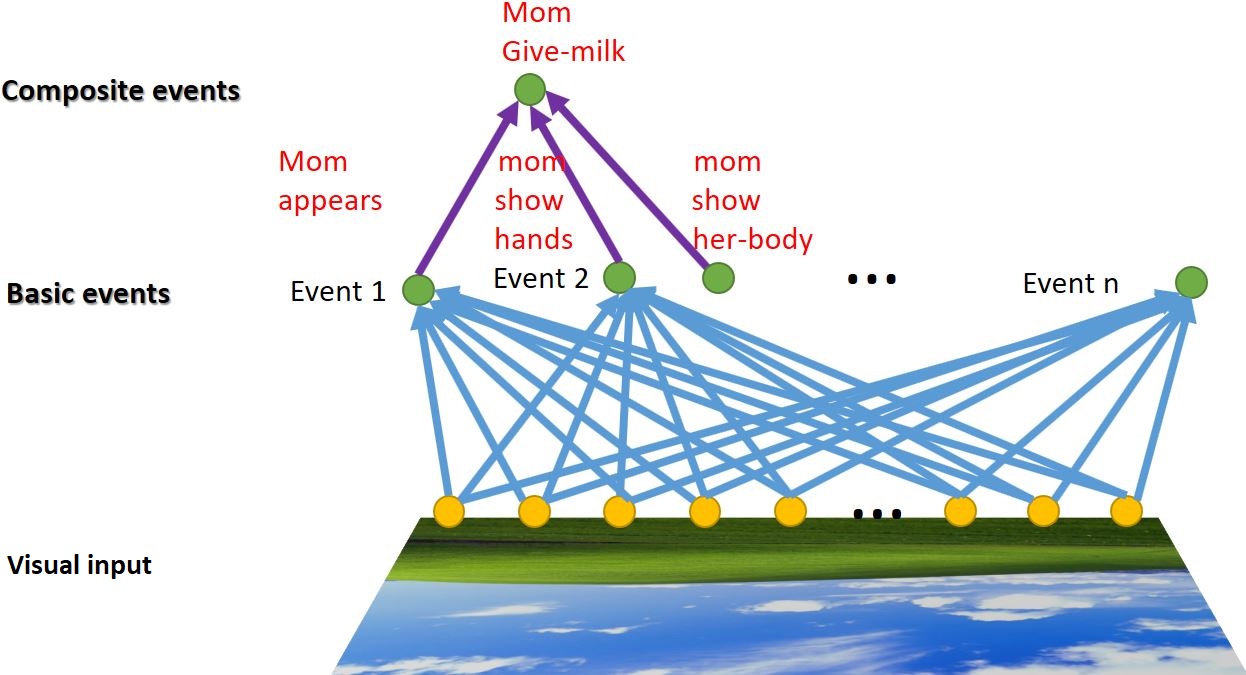 Mom
Give-milk
Composite events
Mom
appears
mom
show
hands
mom
show
her-body
Basic events
Event 1
Event 2
...
Event n
...
Visual input